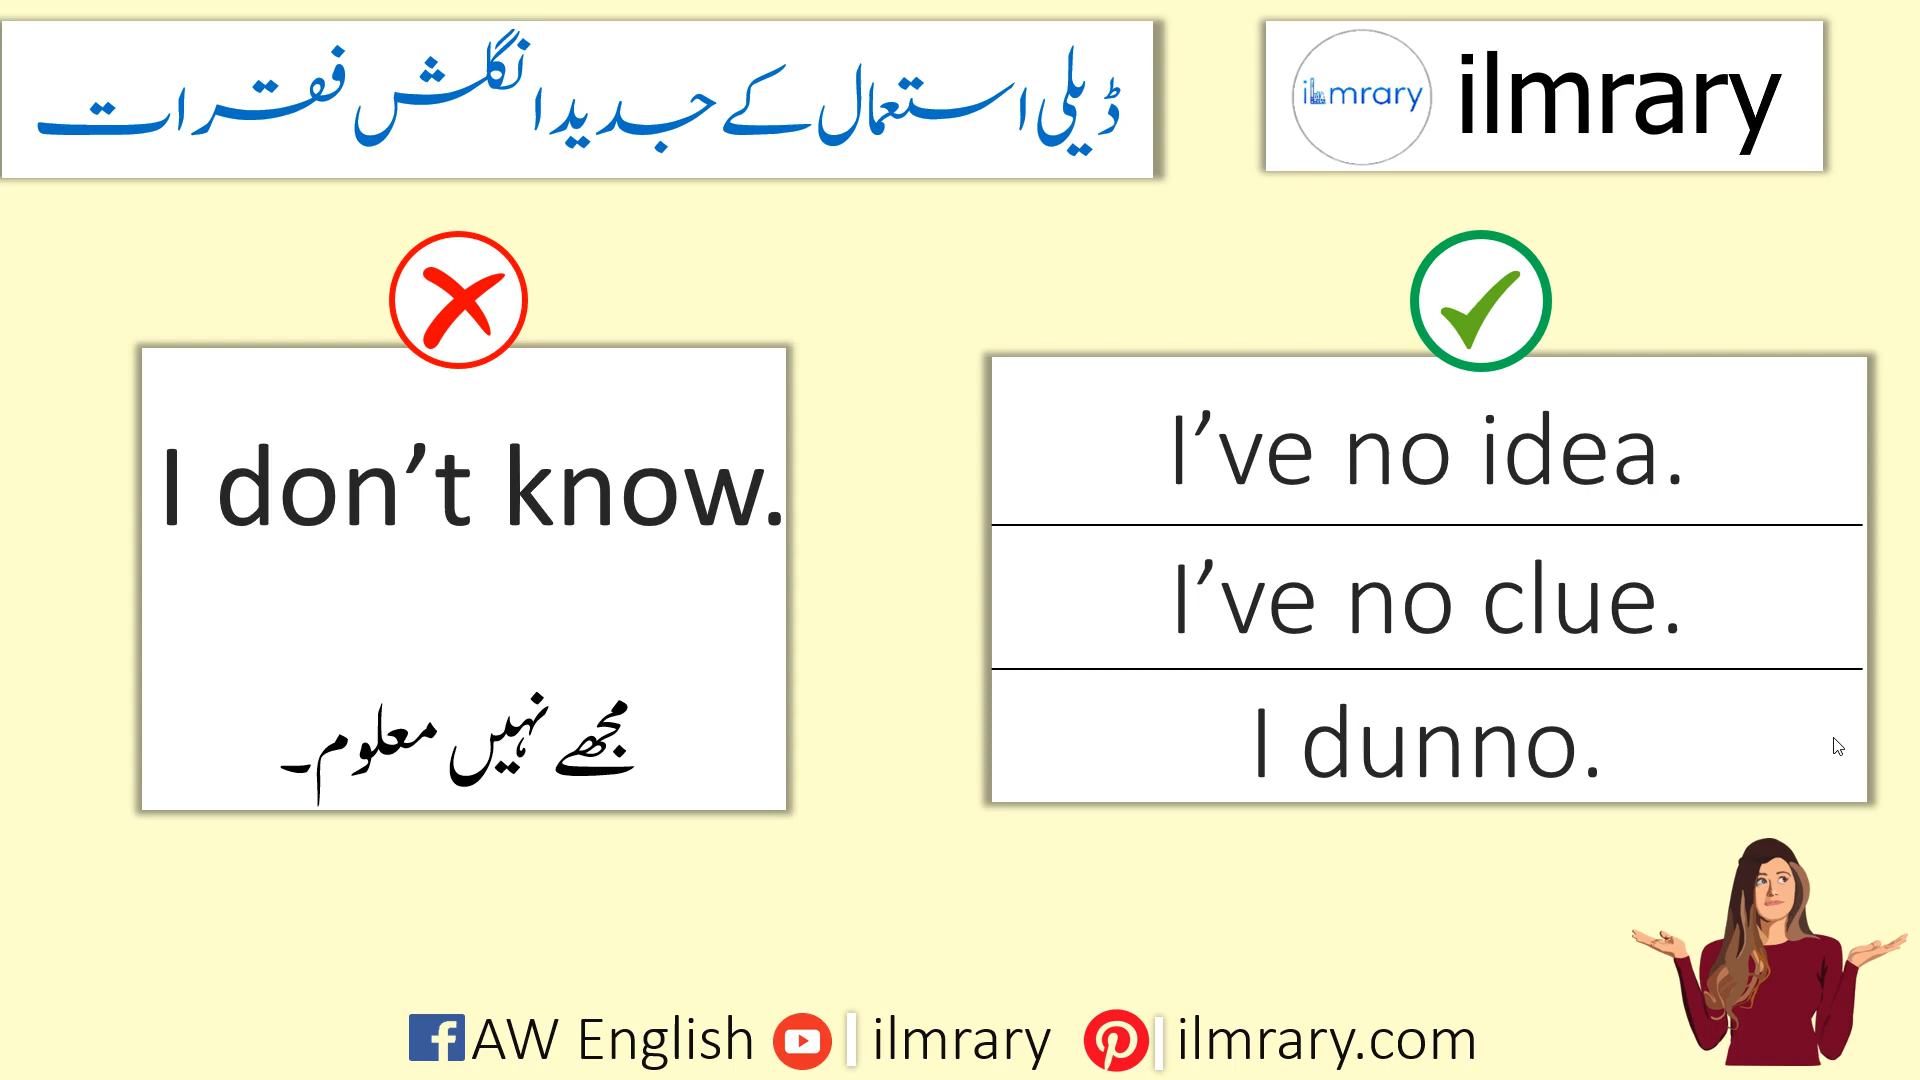 ڈیلی استعمال کے جدید انگلش فقرات
ilmrary
ilmrary
I don’t know.
مجھے نہیں معلوم۔
I’ve no idea.
I’ve no clue.
I dunno.
AW English
ilmrary
ilmrary.com